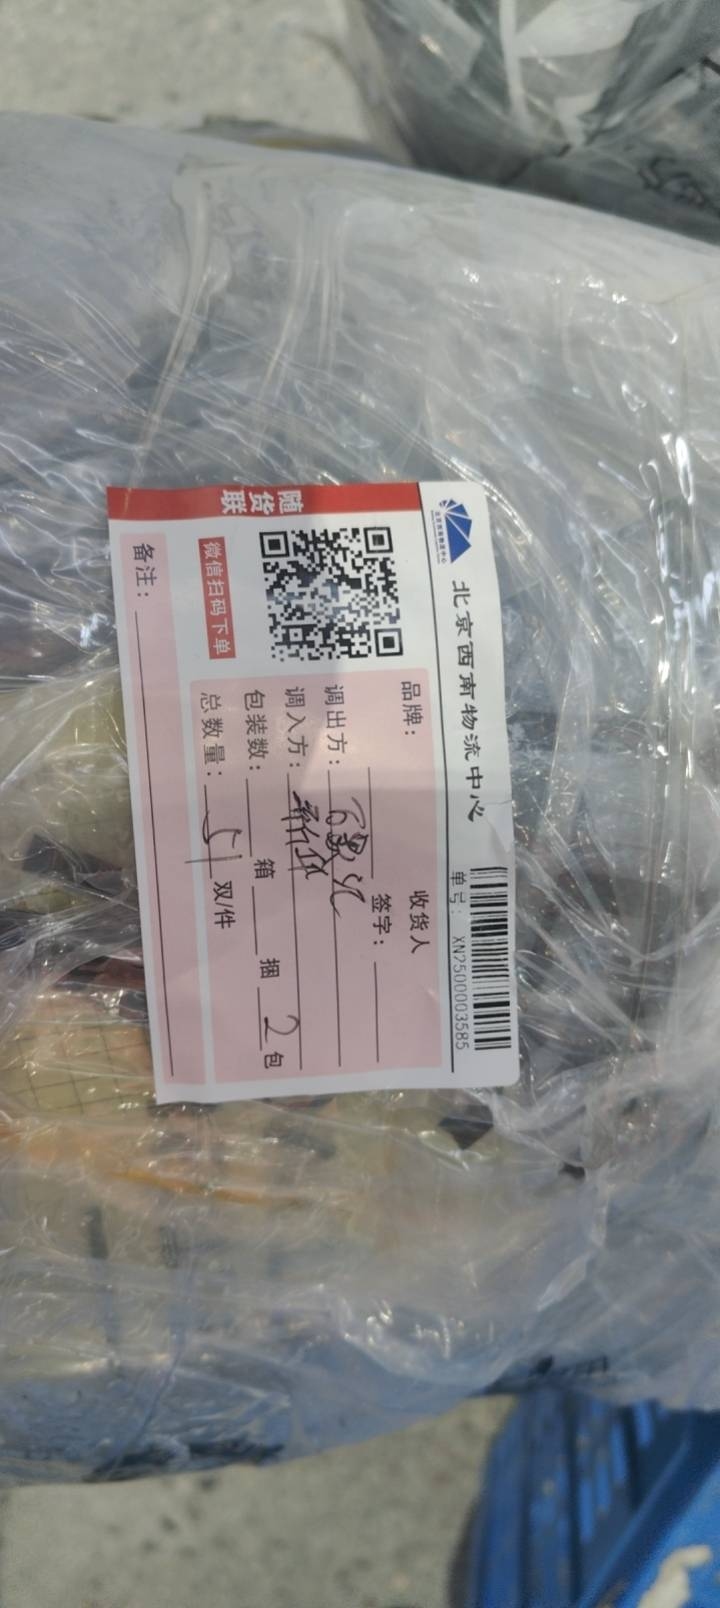 北京西南物流中心
单号: XN2500003585
随货联
微信扫码下单
品牌:
收货人
签字:
调出方:
调入方:
包装数: 箱 捆 2 包
总数量: 51 双/件
备注: